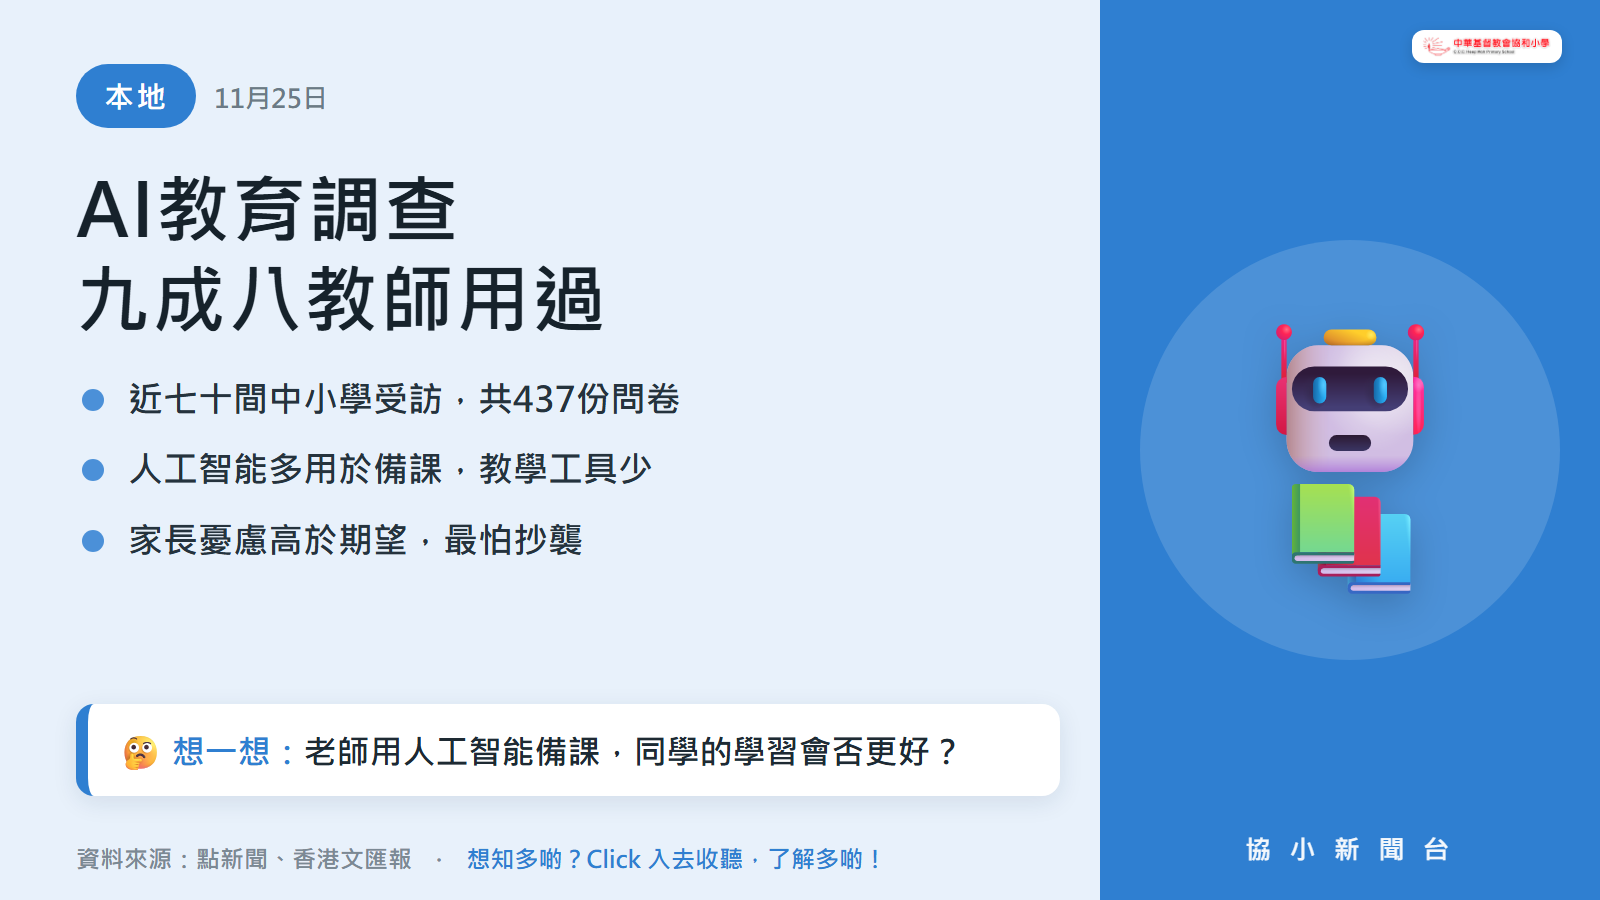 本地
11月25日
中華基督教會協和小學
AI教育調查
九成八教師用過
近七十間中小學受訪，共437份問卷
人工智能多用於備課，教學工具少
家長憂慮高於期望，最怕抄襲
想一想：老師用人工智能備課，同學的學習會否更好？
資料來源：點新聞、香港文匯報 · 想知多啲？Click 入去收聽，了解多啲！
協小新聞台